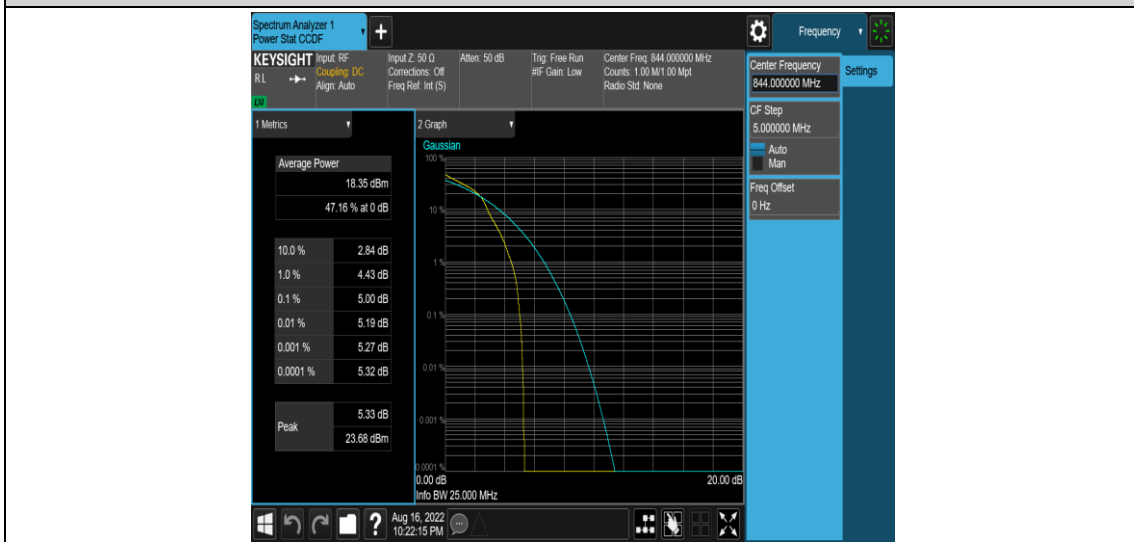 Spectrum Analyzer 1
Power Stat CCDF
+
Frequency
KEYSIGHT
RL
Input: RF
Coupling: DC
Align: Auto
Input Z: 50 Ω
Corrections: Off
Freq Ref: Int (S)
Atten: 50 dB
Trig: Free Run
#IF Gain: Low
Center Freq: 844.000000 MHz
Counts: 1.00 M/1.00 Mpt
Radio Std: None
LXI
Center Frequency
844.000000 MHz
Settings
CF Step
5.000000 MHz
Auto
Man
Freq Offset
0 Hz
1 Metrics
Average Power
18.35 dBm
47.16 % at 0 dB
10.0 % 2.84 dB
1.0 % 4.43 dB
0.1 % 5.00 dB
0.01 % 5.19 dB
0.001 % 5.27 dB
0.0001 % 5.32 dB
Peak
5.33 dB
23.68 dBm
2 Graph
Gaussian
100 %
10 %
1 %
0.1 %
0.01 %
0.001 %
0.0001 %
0.00 dB 20.00 dB
Info BW 25.000 MHz
?
Aug 16, 2022
10:22:15 PM